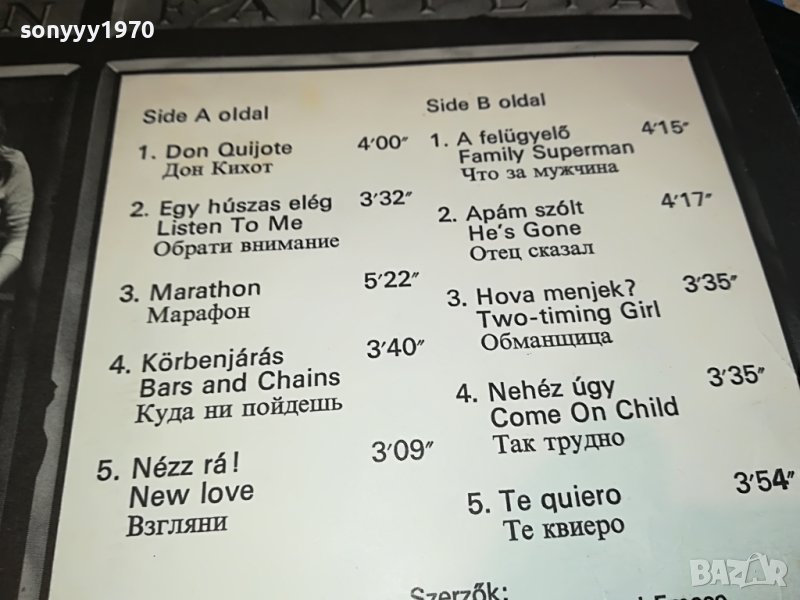 sonyyy1970
FAMILIA
Side A oldal
1. Don Quijote 4'00"
Дон Кихот
2. Egy húszas elég 3'32"
Listen To Me
Обрати внимание
3. Marathon 5'22"
Марафон
4. Körbenjárás 3'40"
Bars and Chains
Куда ни пойдешь
5. Nézz rá! 3'09"
New love
Взгляни
Side B oldal
1. A felügyelő 4'15"
Family Superman
Что за мужчина
2. Apám szólt 4'17"
He's Gone
Отец сказал
3. Hova menjek? 3'35"
Two-timing Girl
Обманщица
4. Nehéz úgy 3'35"
Come On Child
Так трудно
5. Te quiero 3'54"
Те квиеро
Szerzők:
BAZAR